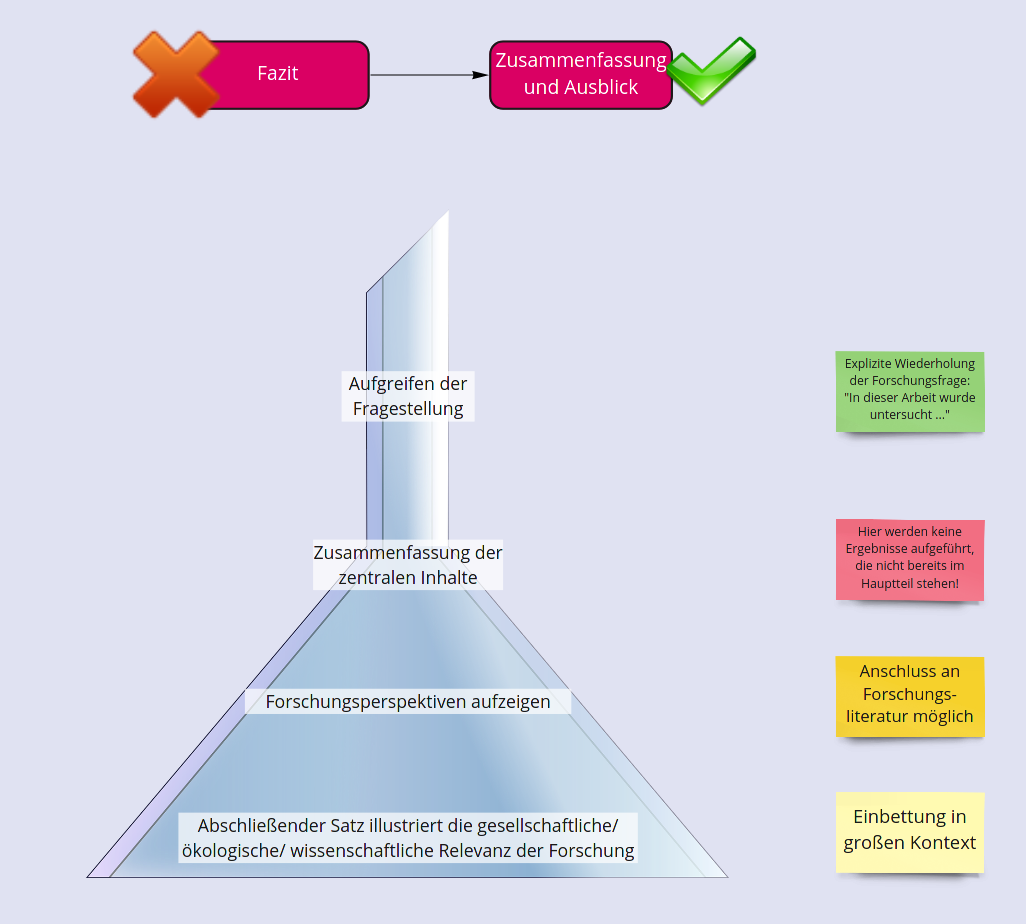 Fazit
Zusammenfassung
und Ausblick
Aufgreifen der
Fragestellung
Explizite Wiederholung
der Forschungsfrage:
"In dieser Arbeit wurde
untersucht ..."
Zusammenfassung der
zentralen Inhalte
Hier werden keine
Ergebnisse aufgeführt,
die nicht bereits im
Hauptteil stehen!
Forschungsperspektiven aufzeigen
Anschluss an
Forschungs-
literatur möglich
Abschließender Satz illustriert die gesellschaftliche/
ökologische/ wissenschaftliche Relevanz der Forschung
Einbettung in
großen Kontext